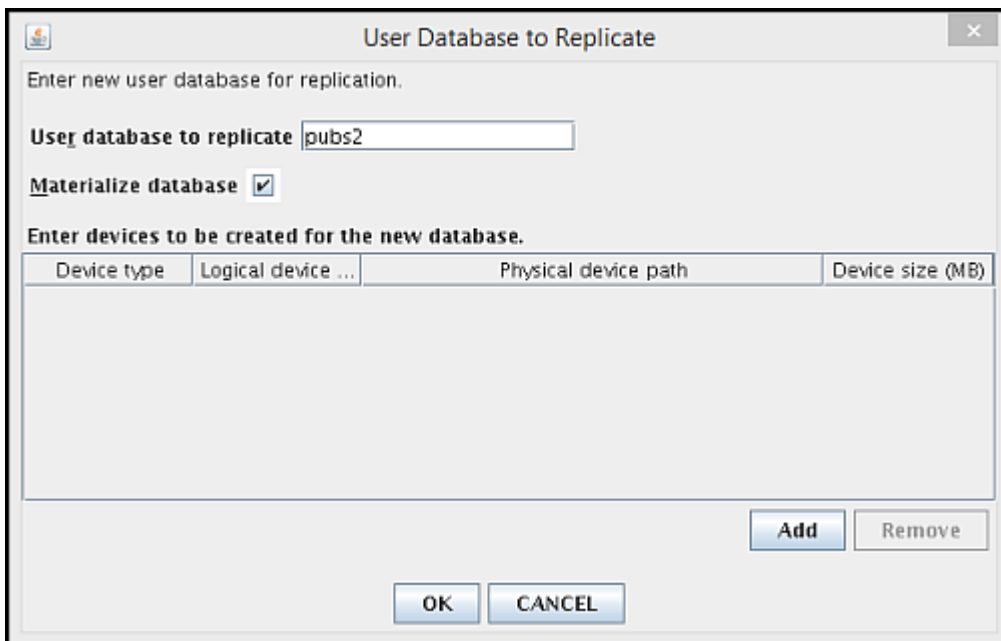 User Database to Replicate
Enter new user database for replication.
User database to replicate pubs2
Materialize database
Enter devices to be created for the new database.
Device type Logical device ... Physical device path Device size (MB)
Add Remove
OK CANCEL